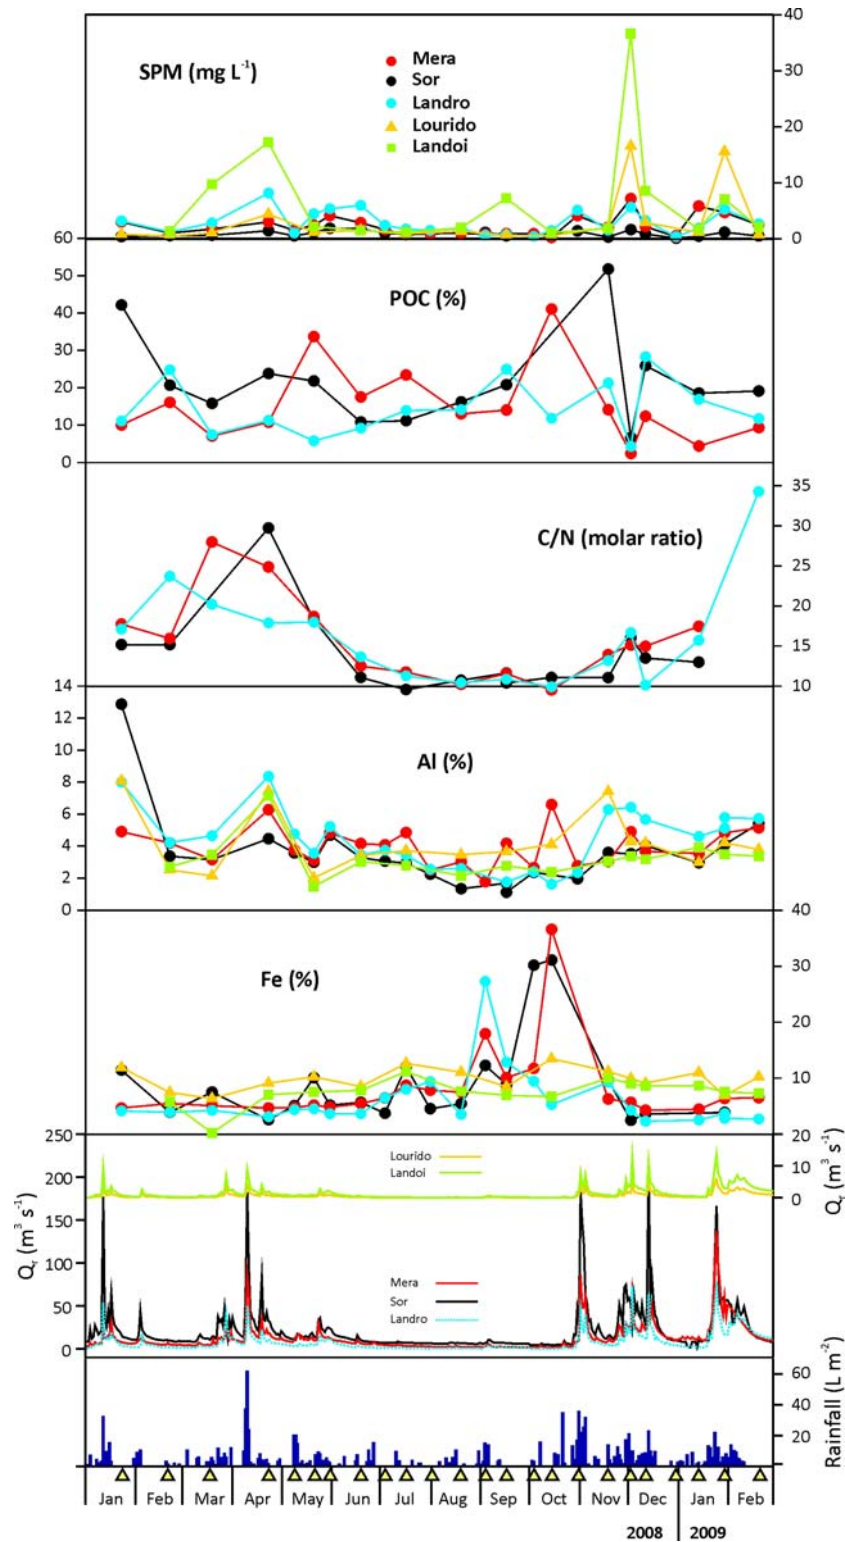 40
SPM (mg L⁻¹)
Mera
Sor
Landro
Lourido
Landoi
30
20
10
0
60
50
40
30
20
10
0
POC (%)
35
30
25
20
15
10
C/N (molar ratio)
14
12
10
8
6
4
2
0
Al (%)
40
30
20
10
Fe (%)
250
200
150
100
50
0
Qᵣ (m³ s⁻¹)
Lourido
Landoi
20
10
0
Qᵣ (m³ s⁻¹)
Mera
Sor
Landro
60
40
20
Rainfall (L m⁻²)
Jan Feb Mar Apr May Jun Jul Aug Sep Oct Nov Dec Jan Feb
2008 2009